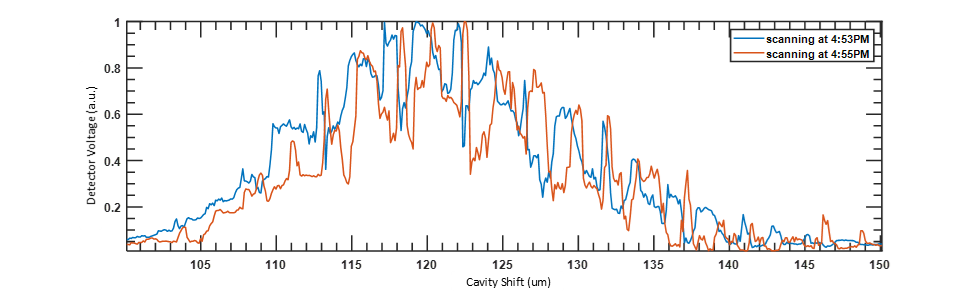 1
0.8
0.6
0.4
0.2
Detector Voltage (a.u.)
scanning at 4:53PM
scanning at 4:55PM
105 110 115 120 125 130 135 140 145 150
Cavity Shift (um)